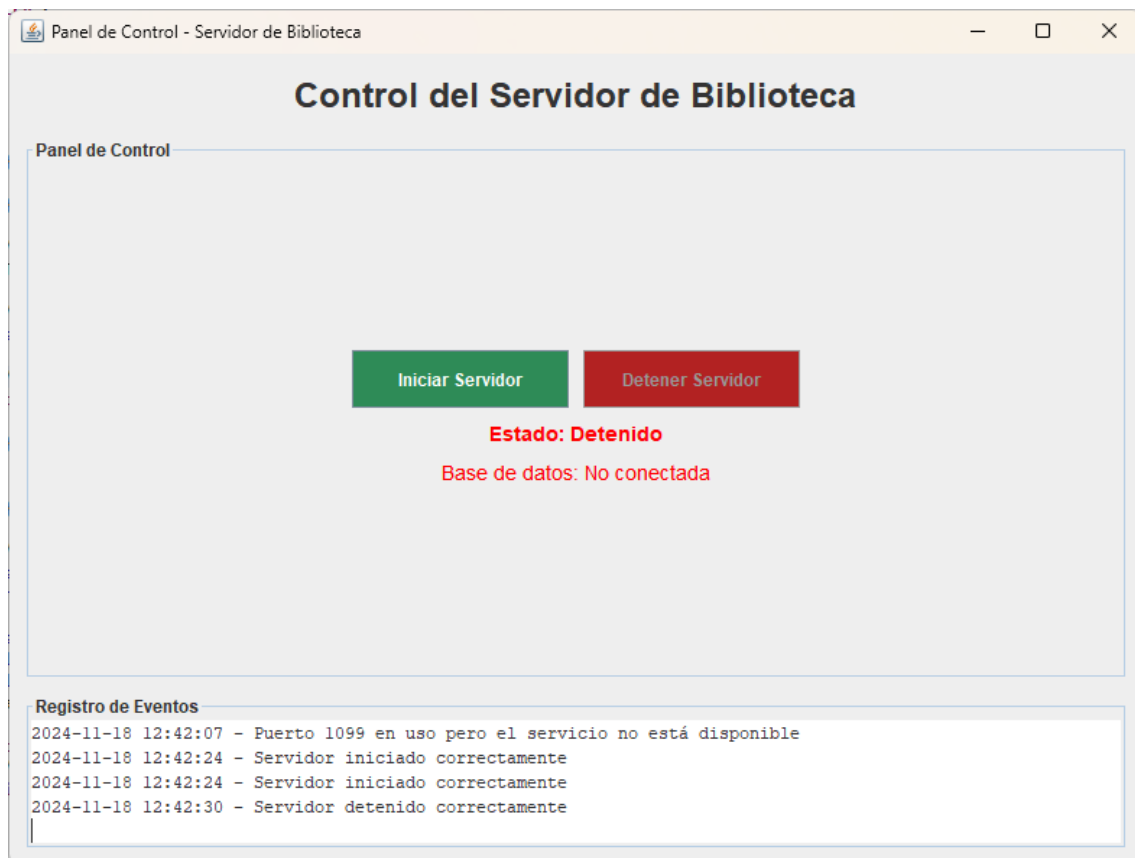 Panel de Control - Servidor de Biblioteca
Control del Servidor de Biblioteca
Panel de Control
Iniciar Servidor Detener Servidor
Estado: Detenido
Base de datos: No conectada
Registro de Eventos
2024-11-18 12:42:07 - Puerto 1099 en uso pero el servicio no está disponible
2024-11-18 12:42:24 - Servidor iniciado correctamente
2024-11-18 12:42:24 - Servidor iniciado correctamente
2024-11-18 12:42:30 - Servidor detenido correctamente